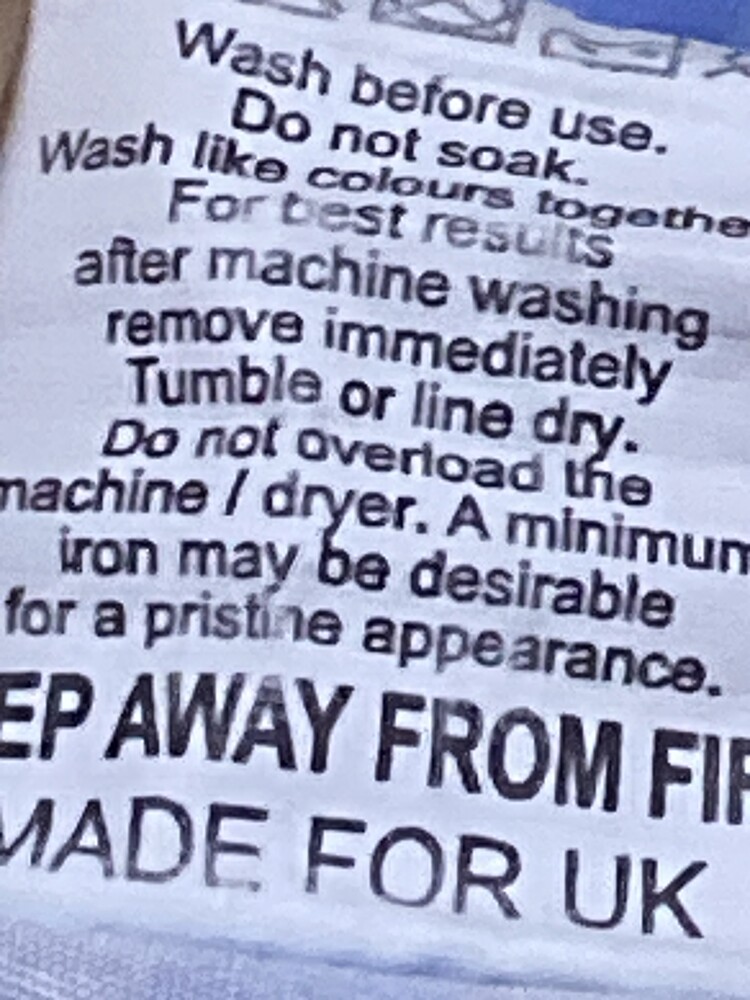 Wash before use.
Do not soak.
Wash like colours togethe
For best results
after machine washing
remove immediately
Tumble or line dry.
Do not overload the
machine / dryer. A minimum
iron may be desirable
for a pristine appearance.
EP AWAY FROM FIR
MADE FOR UK